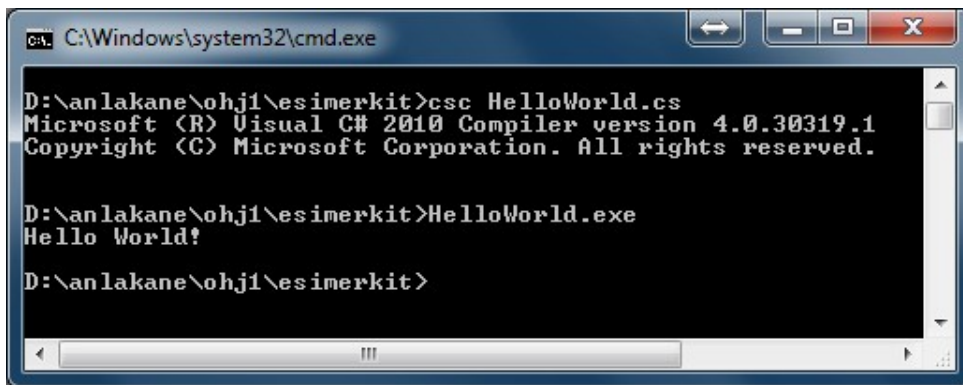 C:\Windows\system32\cmd.exe
D:\anlakane\ohj1\esimerkit>csc HelloWorld.cs
Microsoft (R) Visual C# 2010 Compiler version 4.0.30319.1
Copyright (C) Microsoft Corporation. All rights reserved.
D:\anlakane\ohj1\esimerkit>HelloWorld.exe
Hello World!
D:\anlakane\ohj1\esimerkit>